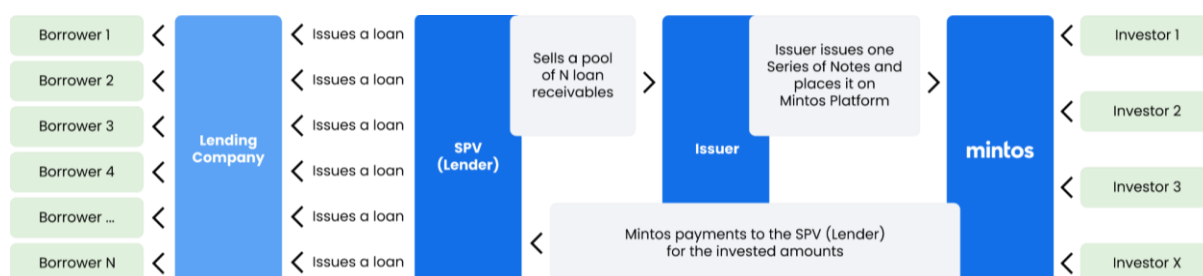 Borrower 1
Borrower 2
Borrower 3
Borrower 4
Borrower ...
Borrower N
Lending
Company
Issues a loan
Issues a loan
Issues a loan
Issues a loan
Issues a loan
Issues a loan
SPV
(Lender)
Sells a pool
of N loan
receivables
Issuer
Issuer issues one
Series of Notes and
places it on
Mintos Platform
Mintos payments to the SPV (Lender)
for the invested amounts
mintos
Investor 1
Investor 2
Investor 3
Investor X